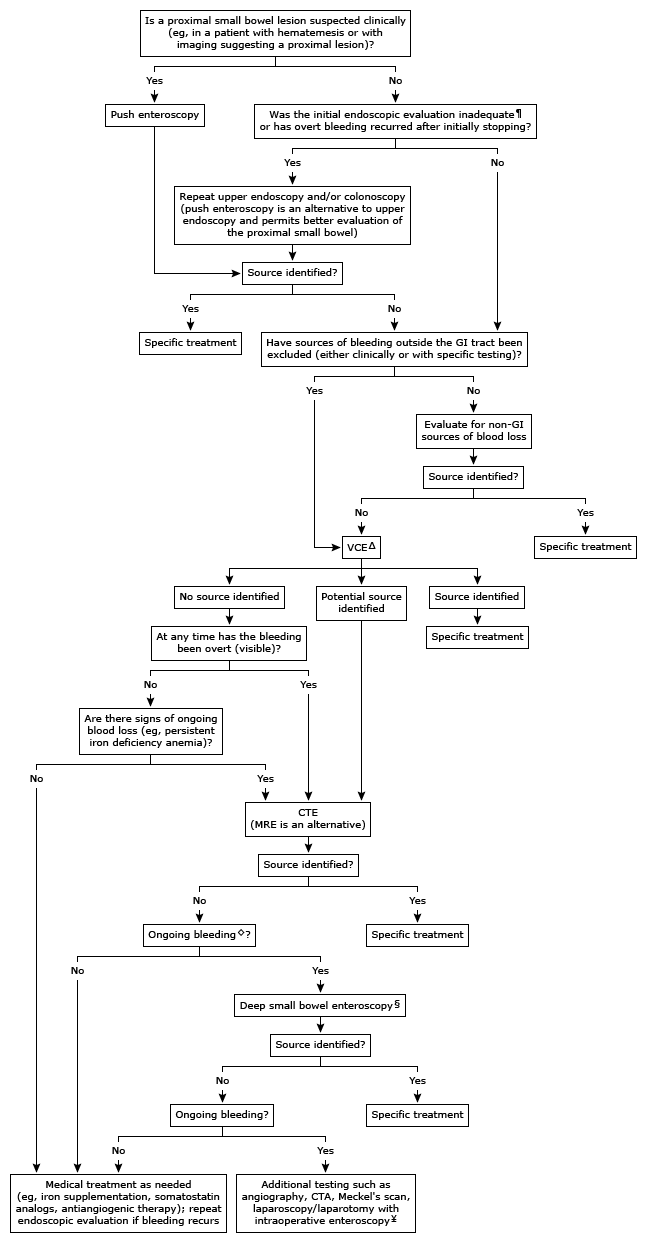 Is a proximal small bowel lesion suspected clinically
(eg, in a patient with hematemesis or with
imaging suggesting a proximal lesion)?
Yes
No
Push enteroscopy
Was the initial endoscopic evaluation inadequate¶
or has overt bleeding recurred after initially stopping?
Yes
No
Repeat upper endoscopy and/or colonoscopy
(push enteroscopy is an alternative to upper
endoscopy and permits better evaluation of
the proximal small bowel)
Source identified?
Yes
No
Specific treatment
Have sources of bleeding outside the GI tract been
excluded (either clinically or with specific testing)?
Yes
No
Evaluate for non-GI
sources of blood loss
Source identified?
No
Yes
VCEΔ
Specific treatment
No source identified
Potential source
identified
Source identified
At any time has the bleeding
been overt (visible)?
Specific treatment
No
Yes
Are there signs of ongoing
blood loss (eg, persistent
iron deficiency anemia)?
No
Yes
CTE
(MRE is an alternative)
Source identified?
No
Yes
Ongoing bleeding◇?
Specific treatment
No
Yes
Deep small bowel enteroscopy§
Source identified?
No
Yes
Ongoing bleeding?
Specific treatment
No
Yes
Medical treatment as needed
(eg, iron supplementation, somatostatin
analogs, antiangiogenic therapy); repeat
endoscopic evaluation if bleeding recurs
Additional testing such as
angiography, CTA, Meckel's scan,
laparoscopy/laparotomy with
intraoperative enteroscopy¥